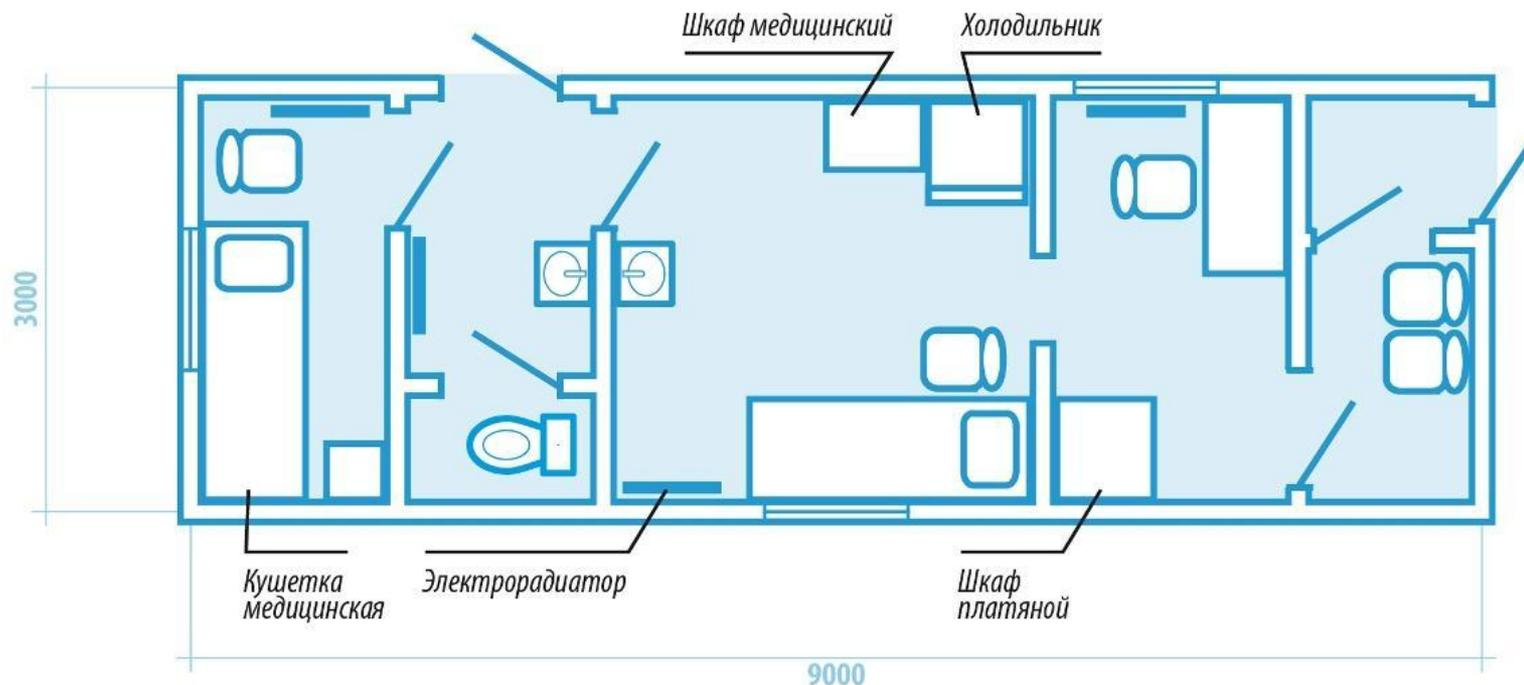 Шкаф медицинский
Холодильник
3000
Кушетка
медицинская
Электрорадиатор
Шкаф
платяной
9000